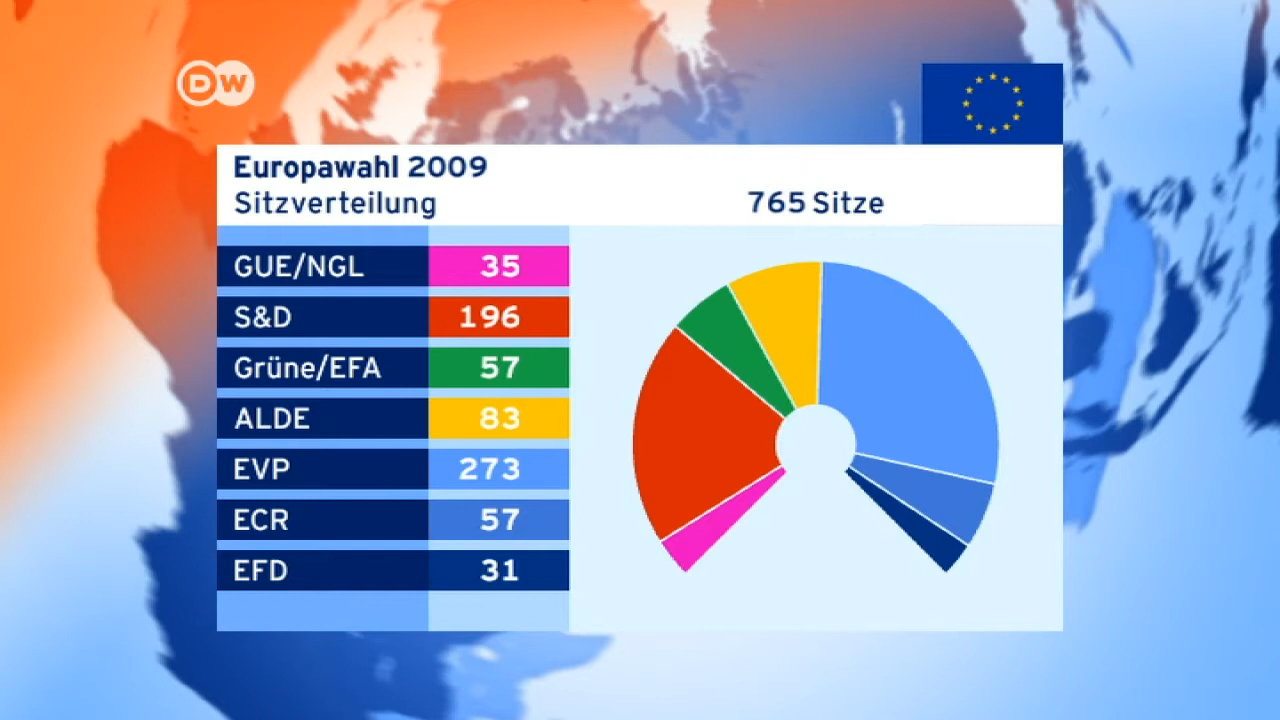 DW
Europawahl 2009
Sitzverteilung 765 Sitze
GUE/NGL 35
S&D 196
Grüne/EFA 57
ALDE 83
EVP 273
ECR 57
EFD 31